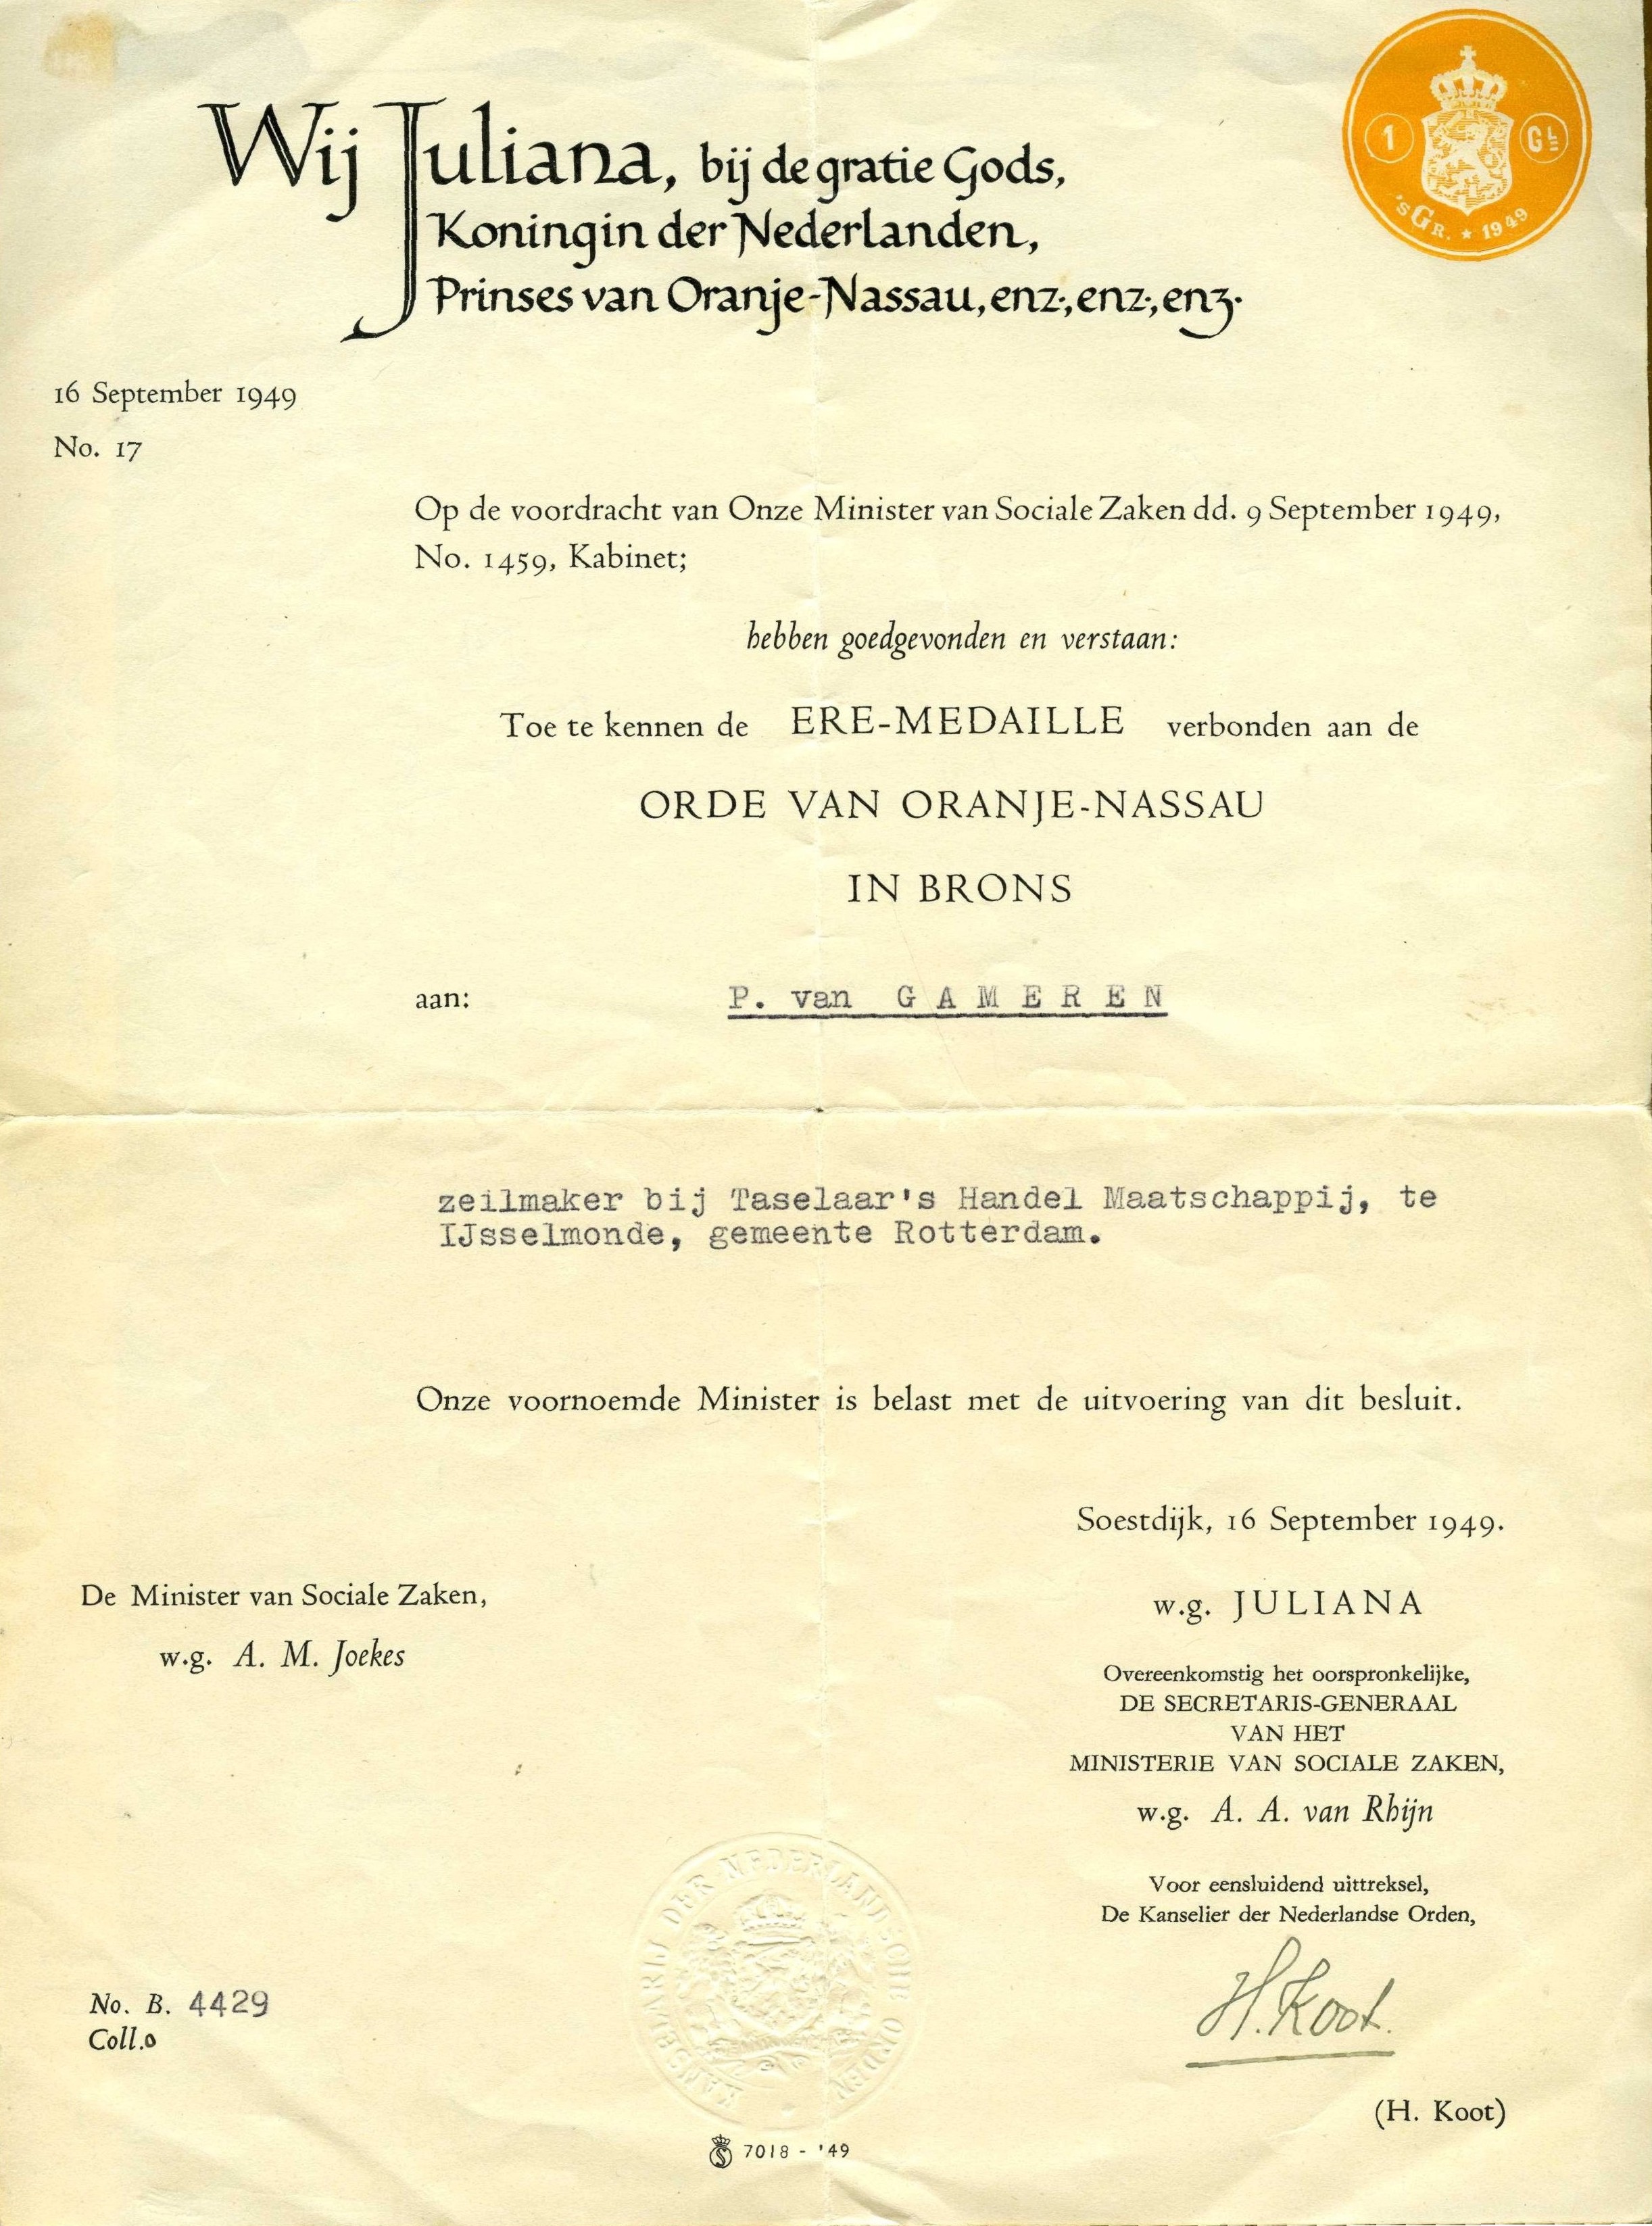 Wij Juliana, bij de gratie Gods,
Koningin der Nederlanden,
Prinses van Oranje-Nassau, enz., enz., enz.
1 GL
'sGR. ★ 1949
16 September 1949
No. 17
Op de voordracht van Onze Minister van Sociale Zaken dd. 9 September 1949,
No. 1459, Kabinet;
hebben goedgevonden en verstaan:
Toe te kennen de ERE-MEDAILLE verbonden aan de
ORDE VAN ORANJE-NASSAU
IN BRONS
aan: P. van GAMEREN
zeilmaker bij Taselaar's Handel Maatschappij, te
IJsselmonde, gemeente Rotterdam.
Onze voornoemde Minister is belast met de uitvoering van dit besluit.
Soestdijk, 16 September 1949.
De Minister van Sociale Zaken,
w.g. A. M. Joekes
w.g. JULIANA
Overeenkomstig het oorspronkelijke,
DE SECRETARIS-GENERAAL
VAN HET
MINISTERIE VAN SOCIALE ZAKEN,
w.g. A. A. van Rhijn
Voor eensluidend uittreksel,
De Kanselier der Nederlandse Orden,
H. Koot.
(H. Koot)
KANSELARIJ DER NEDERLANDSCHE ORDEN
No. B. 4429
Coll.o
S 7018 - '49